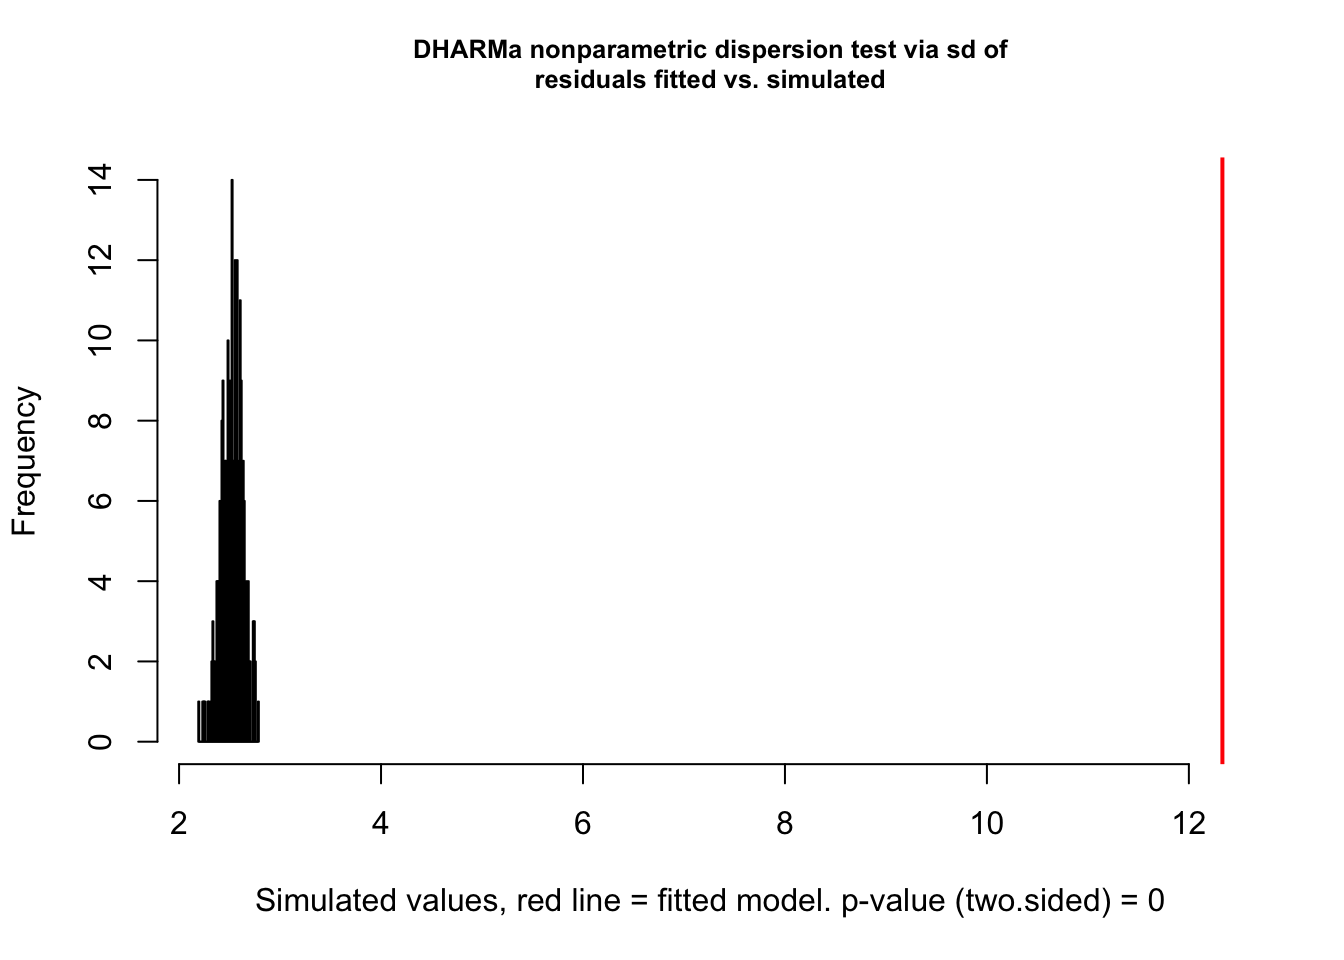 DHARMa nonparametric dispersion test via sd of
residuals fitted vs. simulated
Frequency
14
12
10
8
6
4
2
0
2 4 6 8 10 12
Simulated values, red line = fitted model. p-value (two.sided) = 0